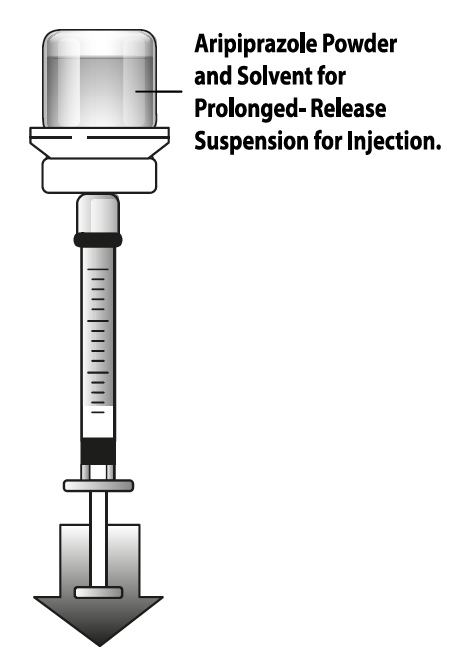 Aripiprazole Powder
and Solvent for
Prolonged- Release
Suspension for Injection.